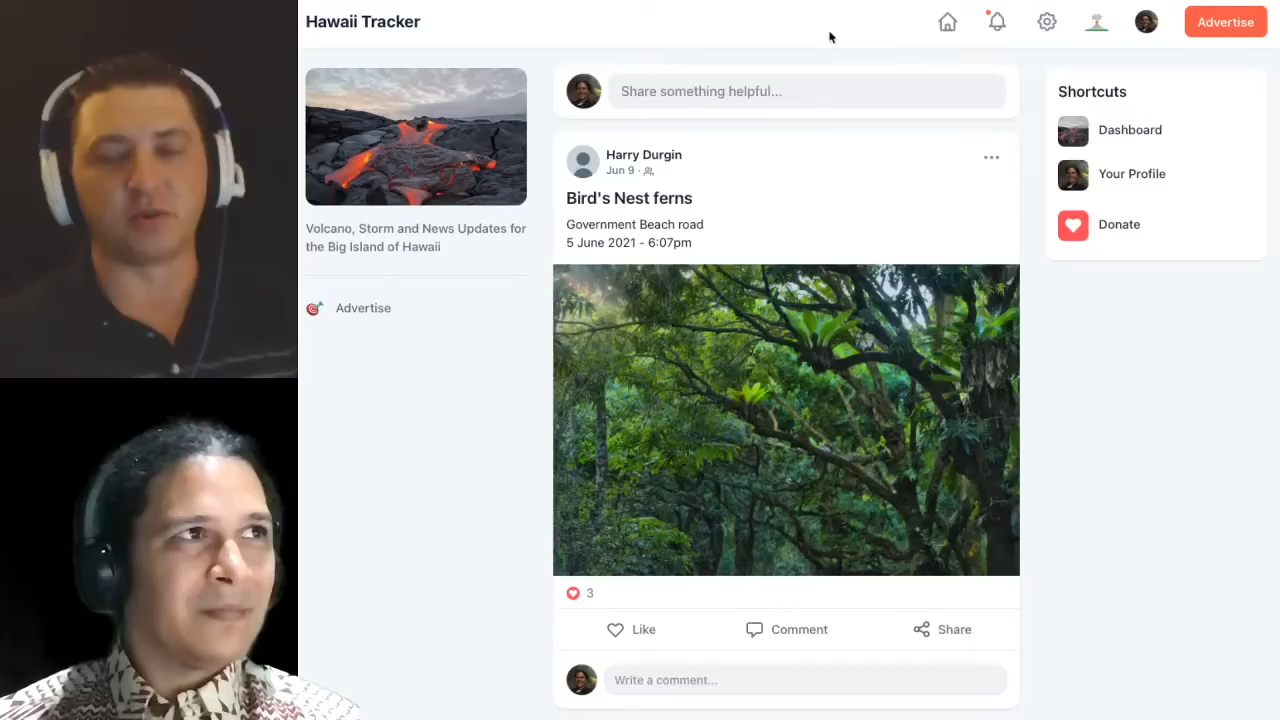 Hawaii Tracker
Advertise
Volcano, Storm and News Updates for
the Big Island of Hawaii
Advertise
Share something helpful...
Harry Durgin
Jun 9 ·
Bird's Nest ferns
Government Beach road
5 June 2021 - 6:07pm
3
Like
Comment
Share
Write a comment...
Shortcuts
Dashboard
Your Profile
Donate